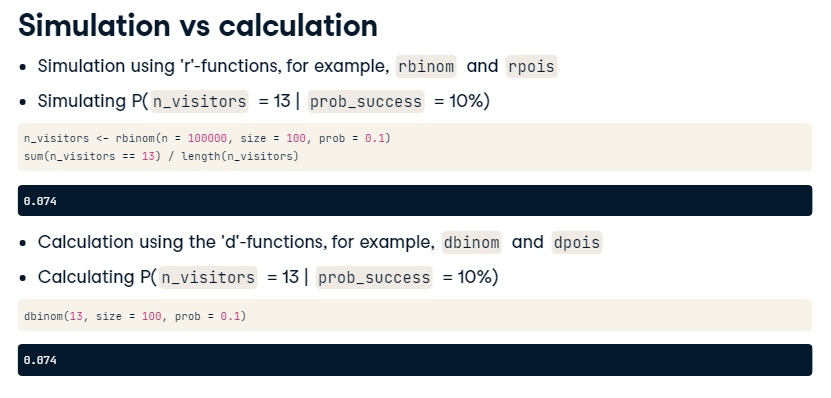 Simulation vs calculation
• Simulation using 'r'-functions, for example, rbinom and rpois
• Simulating P( n_visitors = 13 | prob_success = 10%)
n_visitors <- rbinom(n = 100000, size = 100, prob = 0.1)
sum(n_visitors == 13) / length(n_visitors)
0.074
• Calculation using the 'd'-functions, for example, dbinom and dpois
• Calculating P( n_visitors = 13 | prob_success = 10%)
dbinom(13, size = 100, prob = 0.1)
0.074